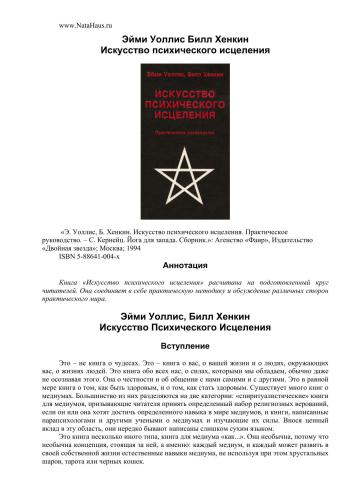 www.NataHaus.ru
Эйми Уоллис Билл Хенкин
Искусство психического исцеления
Эйми Уоллис, Билл Хенкин
ИСКУССТВО
ПСИХИЧЕСКОГО
ИСЦЕЛЕНИЯ
Практическое руководство
«Э. Уоллис, Б. Хенкин. Искусство психического исцеления. Практическое
руководство. – С. Кернейц. Йога для запада. Сборник.»: Агенство «Фаир», Издательство
«Двойная звезда»; Москва; 1994
ISBN 5-88641-004-x
Аннотация
Книга «Искусство психического исцеления» расчитана на подготовленный круг
читателей. Она соединяет в себе практическую методику и обсуждение различных сторон
практического мира.
Эйми Уоллис, Билл Хенкин
Искусство Психического Исцеления
Вступление
Это – не книга о чудесах. Это – книга о вас, о вашей жизни и о людях, окружающих
вас, о жизнях людей. Это книга обо всех нас, о силах, которыми мы обладаем, обычно даже
не осознавая этого. Она о честности и об общении с нами самими и с другими. Это в равной
мере книга о том, как быть здоровым, и о том, как стать здоровым. Существует много книг о
медиумах. Большинство из них разделяются на две категории: «спиритуалистические» книги
для медиумов, призывающие читателя принять определенный набор религиозных верований,
если он или она хотят достичь определенного навыка в мире медиумов, и книги, написанные
парапсихологами и другими учеными о медиумах и изучающие их силы. Внося ценный
вклад в эту область, они нередко бывают написаны слишком сухим языком.
Это книга несколько иного типа, книга для медиума «как...». Она необычна, потому что
необычна концепция, стоящая за ней, а именно: каждый медиум, и каждый может развить в
своей собственной жизни естественные навыки медиума, не используя при этом хрустальных
шаров, тарота или черных кошек.